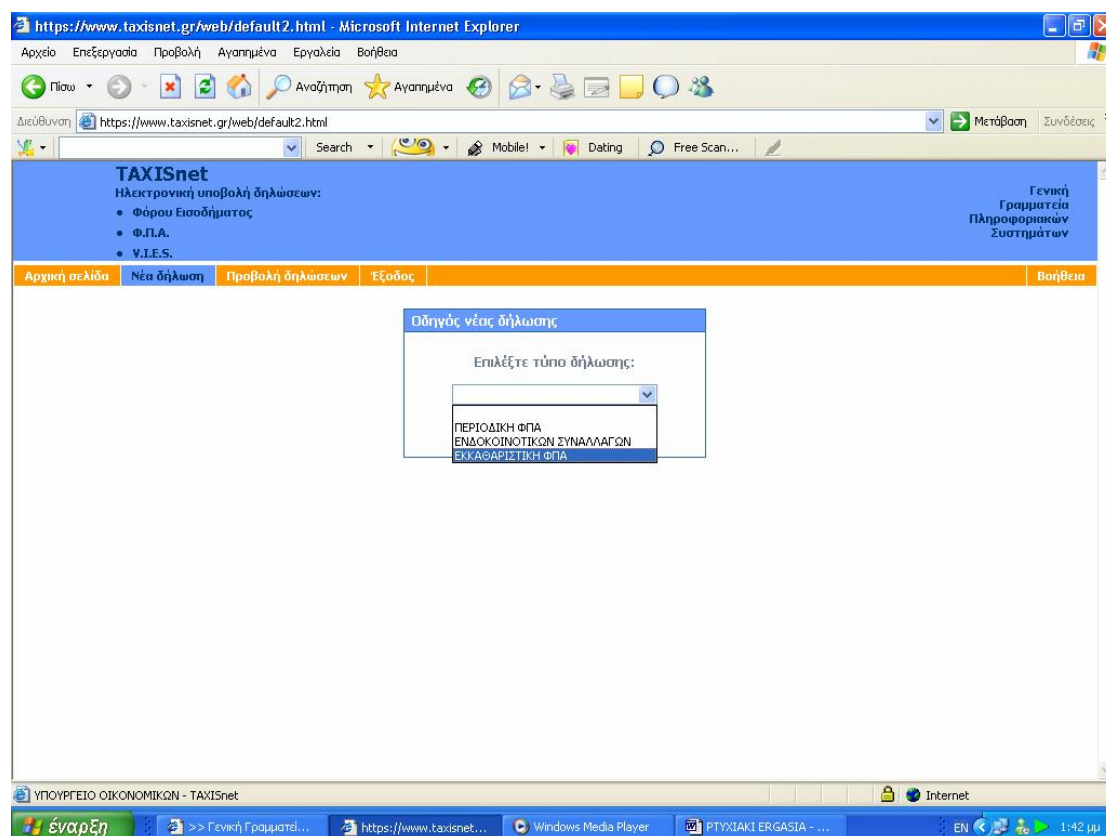 https://www.taxisnet.gr/web/default2.html - Microsoft Internet Explorer
Αρχείο Επεξεργασία Προβολή Αγαπημένα Εργαλεία Βοήθεια
Πίσω Αναζήτηση Αγαπημένα
Διεύθυνση https://www.taxisnet.gr/web/default2.html Μετάβαση Συνδέσεις
Search Mobile! Dating Free Scan...
TAXISnet
Ηλεκτρονική υποβολή δηλώσεων:
• Φόρου Εισοδήματος
• Φ.Π.Α.
• V.I.E.S.
Γενική
Γραμματεία
Πληροφοριακών
Συστημάτων
Αρχική σελίδα Νέα δήλωση Προβολή δηλώσεων Έξοδος Βοήθεια
Οδηγός νέας δήλωσης
Επιλέξτε τύπο δήλωσης:
ΠΕΡΙΟΔΙΚΗ ΦΠΑ
ΕΝΔΟΚΟΙΝΟΤΙΚΩΝ ΣΥΝΑΛΛΑΓΩΝ
ΕΚΚΑΘΑΡΙΣΤΙΚΗ ΦΠΑ
ΥΠΟΥΡΓΕΙΟ ΟΙΚΟΝΟΜΙΚΩΝ - TAXISnet Internet
έναρξη >> Γενική Γραμματεί... https://www.taxisnet... Windows Media Player PTYXIAKI ERGASIA - ... EN 1:42 μμ